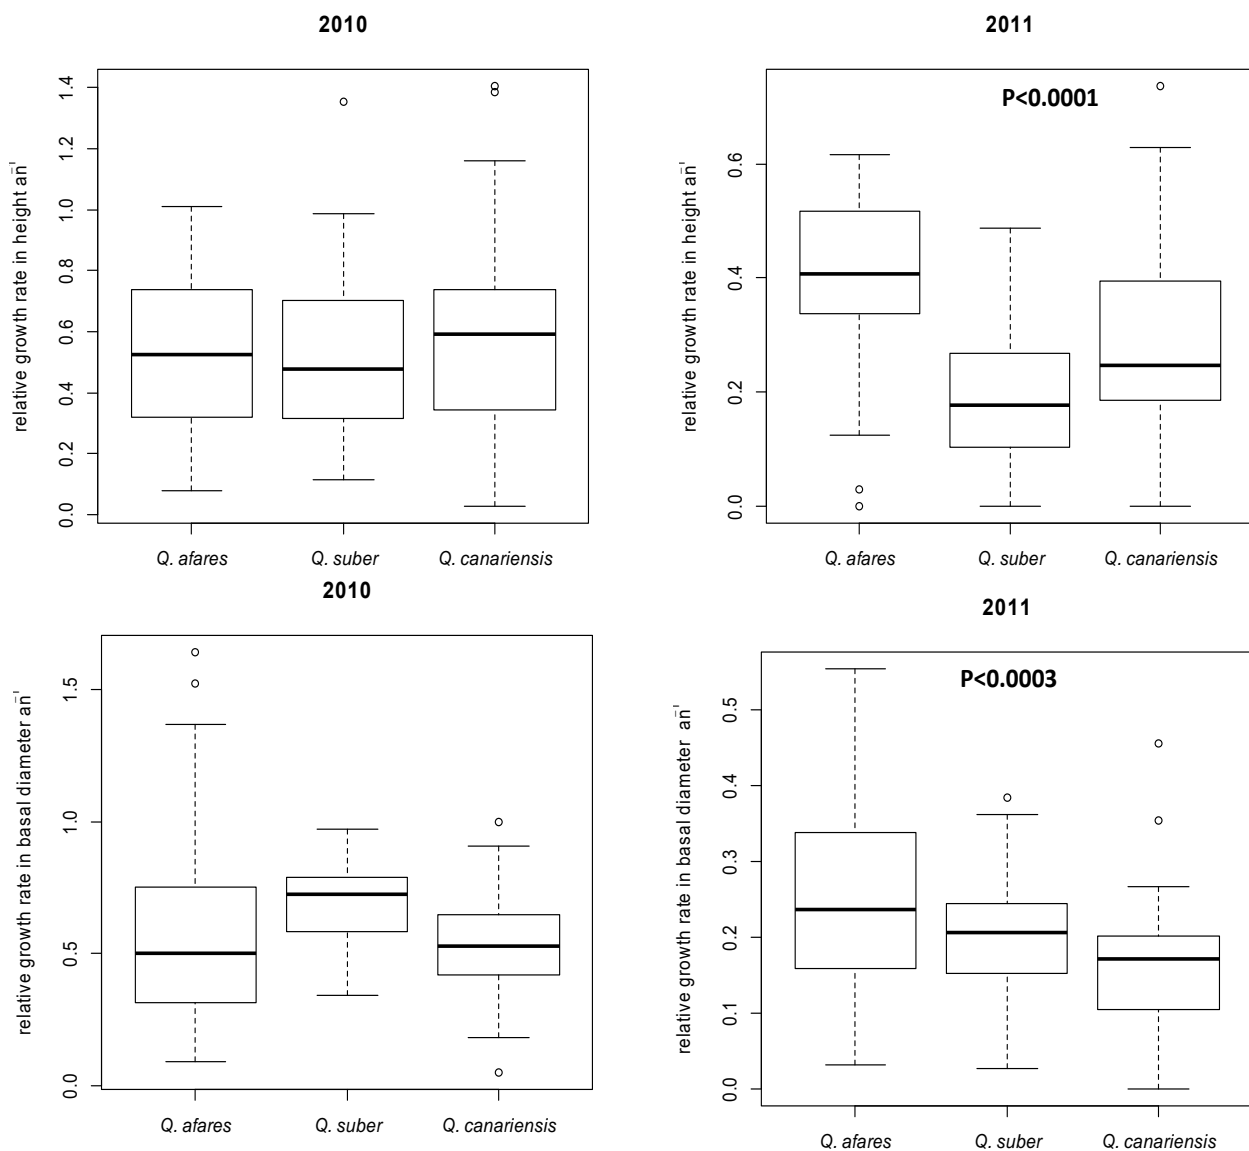 2010
relative growth rate in height an⁻¹
1.4
1.2
1.0
0.8
0.6
0.4
0.2
0.0
Q. afares Q. suber Q. canariensis
2011
P<0.0001
relative growth rate in height an⁻¹
0.6
0.4
0.2
0.0
Q. afares Q. suber Q. canariensis
2010
relative growth rate in basal diameter an⁻¹
1.5
1.0
0.5
0.0
Q. afares Q. suber Q. canariensis
2011
P<0.0003
relative growth rate in basal diameter an⁻¹
0.5
0.4
0.3
0.2
0.1
0.0
Q. afares Q. suber Q. canariensis